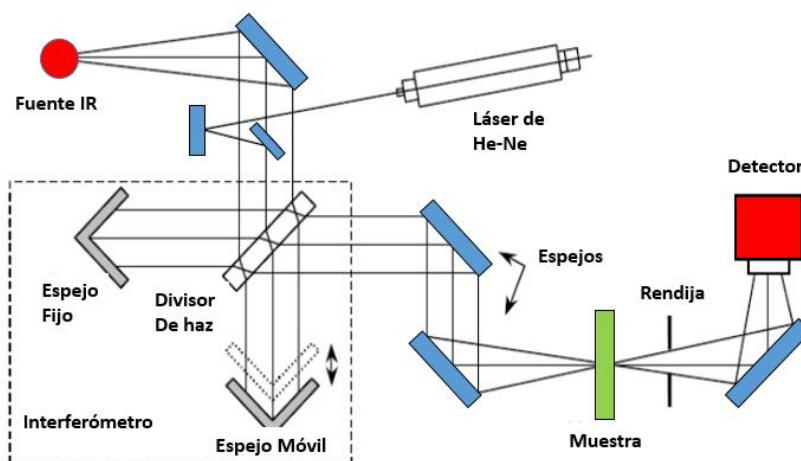 Fuente IR
Láser de
He-Ne
Detector
Espejo
Fijo
Divisor
De haz
Espejos
Rendija
Interferómetro
Espejo Móvil
Muestra